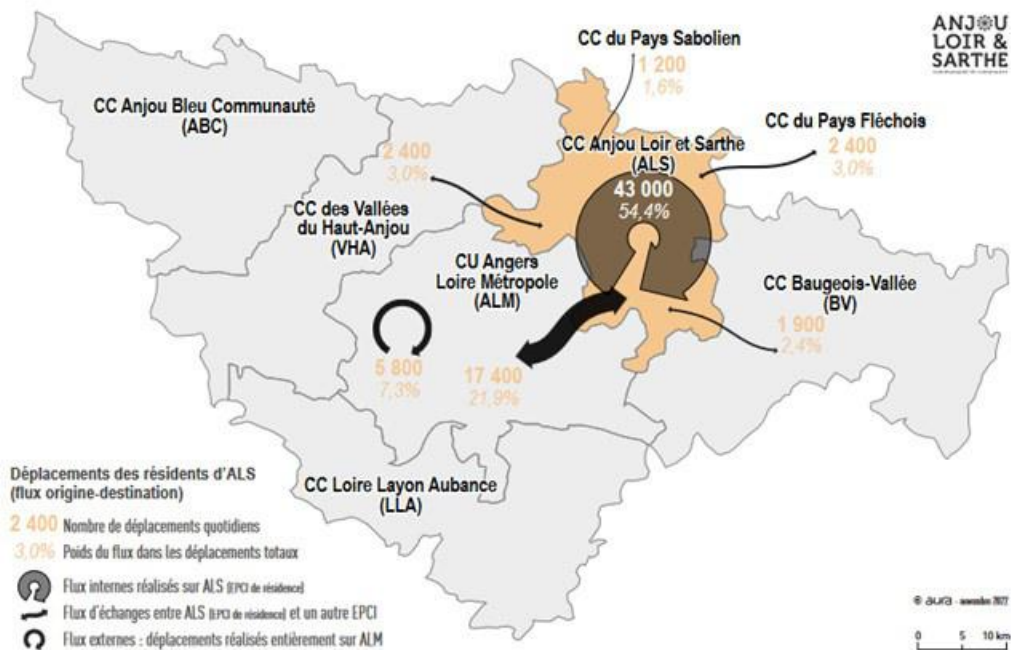 ANJOU
LOIR &
SARTHE
CC du Pays Sabolien
1 200
1,6%
CC Anjou Bleu Communauté
(ABC)
CC du Pays Fléchois
2 400
3,0%
CC Anjou Loir et Sarthe
(ALS)
43 000
54,4%
2 400
3,0%
CC des Vallées
du Haut-Anjou
(VHA)
CU Angers
Loire Métropole
(ALM)
CC Baugeois-Vallée
(BV)
1 900
2,4%
5 800
7,3%
17 400
21,9%
CC Loire Layon Aubance
(LLA)
Déplacements des résidents d'ALS
(flux origine-destination)
2 400 Nombre de déplacements quotidiens
3,0% Poids du flux dans les déplacements totaux
Flux internes réalisés sur ALS (EPCI de résidence)
Flux d'échanges entre ALS (EPCI de résidence) et un autre EPCI
Flux externes : déplacements réalisés entièrement sur ALM
© aura - novembre 2022
0 5 10 km